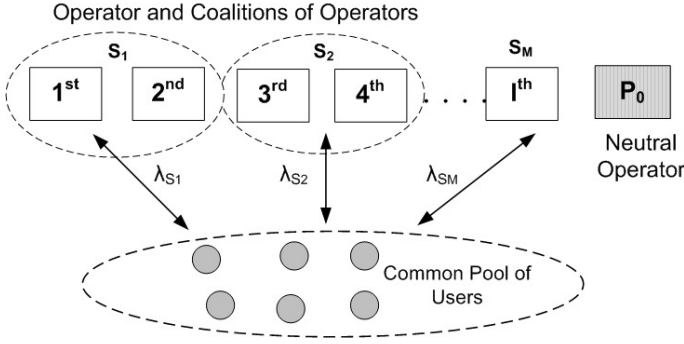 Operator and Coalitions of Operators
S1 S2 SM
1st 2nd 3rd 4th . . . . . Ith P0
Neutral
Operator
λS1 λS2 λSM
Common Pool of
Users